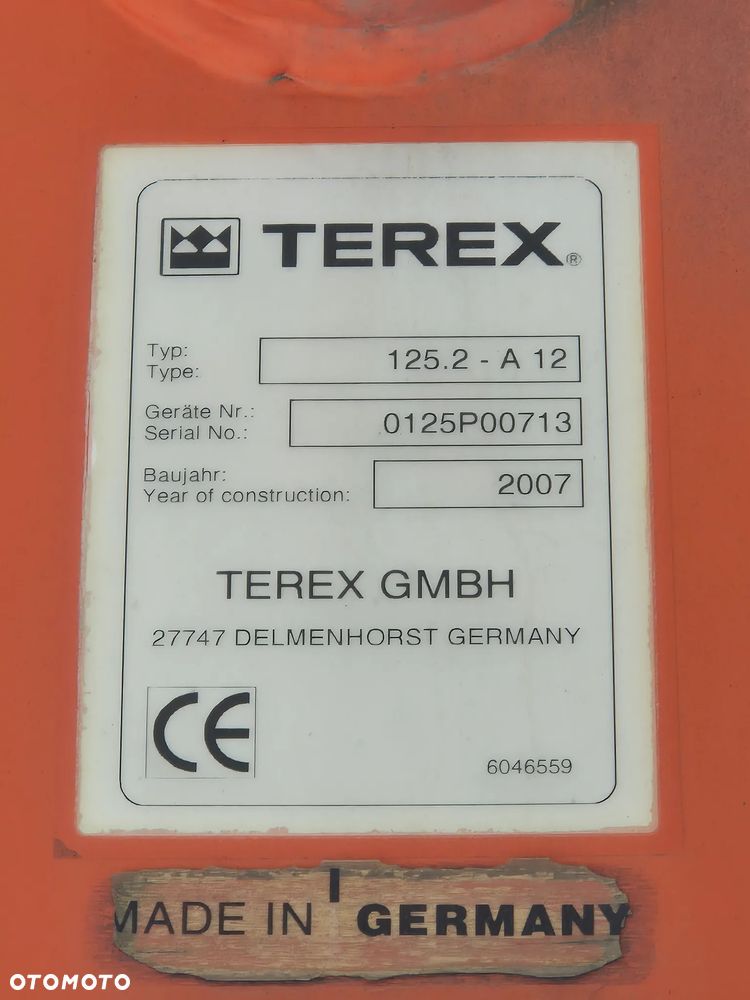 TEREX®
Typ:
Type:
125.2 - A 12
Geräte Nr.:
Serial No.:
0125P00713
Baujahr:
Year of construction:
2007
TEREX GMBH
27747 DELMENHORST GERMANY
CE
6046559
MADE IN GERMANY
OTOMOTO